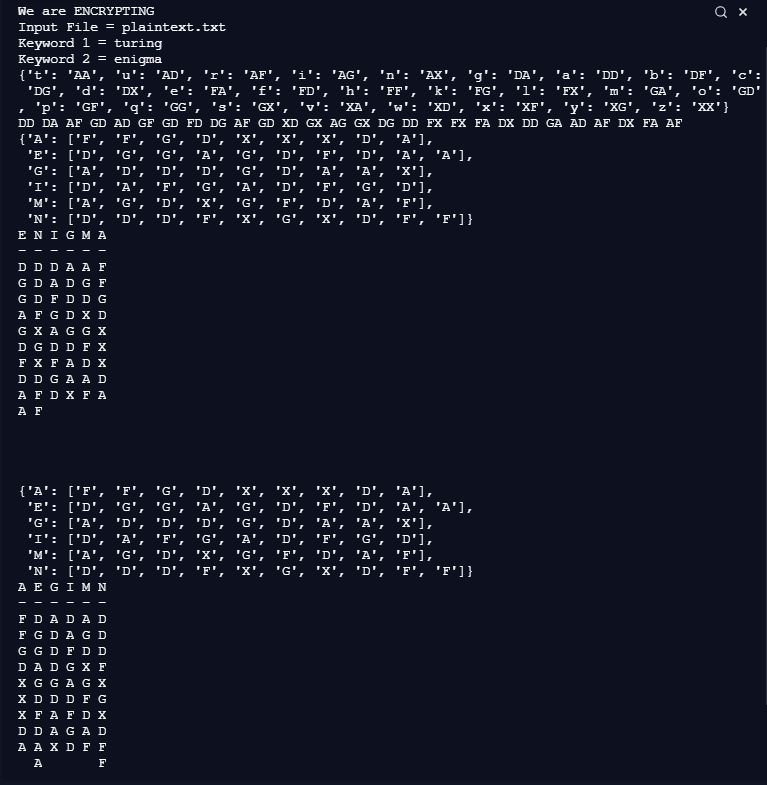 We are ENCRYPTING
Input File = plaintext.txt
Keyword 1 = turing
Keyword 2 = enigma
{'t': 'AA', 'u': 'AD', 'r': 'AF', 'i': 'AG', 'n': 'AX', 'g': 'DA', 'a': 'DD', 'b': 'DF', 'c':
 'DG', 'd': 'DX', 'e': 'FA', 'f': 'FD', 'h': 'FF', 'k': 'FG', 'l': 'FX', 'm': 'GA', 'o': 'GD'
, 'p': 'GF', 'q': 'GG', 's': 'GX', 'v': 'XA', 'w': 'XD', 'x': 'XF', 'y': 'XG', 'z': 'XX'}
DD DA AF GD AD GF GD FD DG AF GD XD GX AG GX DG DD FX FX FA DX DD GA AD AF DX FA AF
{'A': ['F', 'F', 'G', 'D', 'X', 'X', 'X', 'D', 'A'],
 'E': ['D', 'G', 'G', 'A', 'G', 'D', 'F', 'D', 'A', 'A'],
 'G': ['A', 'D', 'D', 'D', 'G', 'D', 'A', 'A', 'X'],
 'I': ['D', 'A', 'F', 'G', 'A', 'D', 'F', 'G', 'D'],
 'M': ['A', 'G', 'D', 'X', 'G', 'F', 'D', 'A', 'F'],
 'N': ['D', 'D', 'D', 'F', 'X', 'G', 'X', 'D', 'F', 'F']}
E N I G M A
- - - - - -
D D D A A F
G D A D G F
G D F D D G
A F G D X D
G X A G G X
D G D D F X
F X F A D X
D D G A A D
A F D X F A
A F
{'A': ['F', 'F', 'G', 'D', 'X', 'X', 'X', 'D', 'A'],
 'E': ['D', 'G', 'G', 'A', 'G', 'D', 'F', 'D', 'A', 'A'],
 'G': ['A', 'D', 'D', 'D', 'G', 'D', 'A', 'A', 'X'],
 'I': ['D', 'A', 'F', 'G', 'A', 'D', 'F', 'G', 'D'],
 'M': ['A', 'G', 'D', 'X', 'G', 'F', 'D', 'A', 'F'],
 'N': ['D', 'D', 'D', 'F', 'X', 'G', 'X', 'D', 'F', 'F']}
A E G I M N
- - - - - -
F D A D A D
F G D A G D
G G D F D D
D A D G X F
X G G A G X
X D D D F G
X F A F D X
D D A G A D
A A X D F F
  A       F